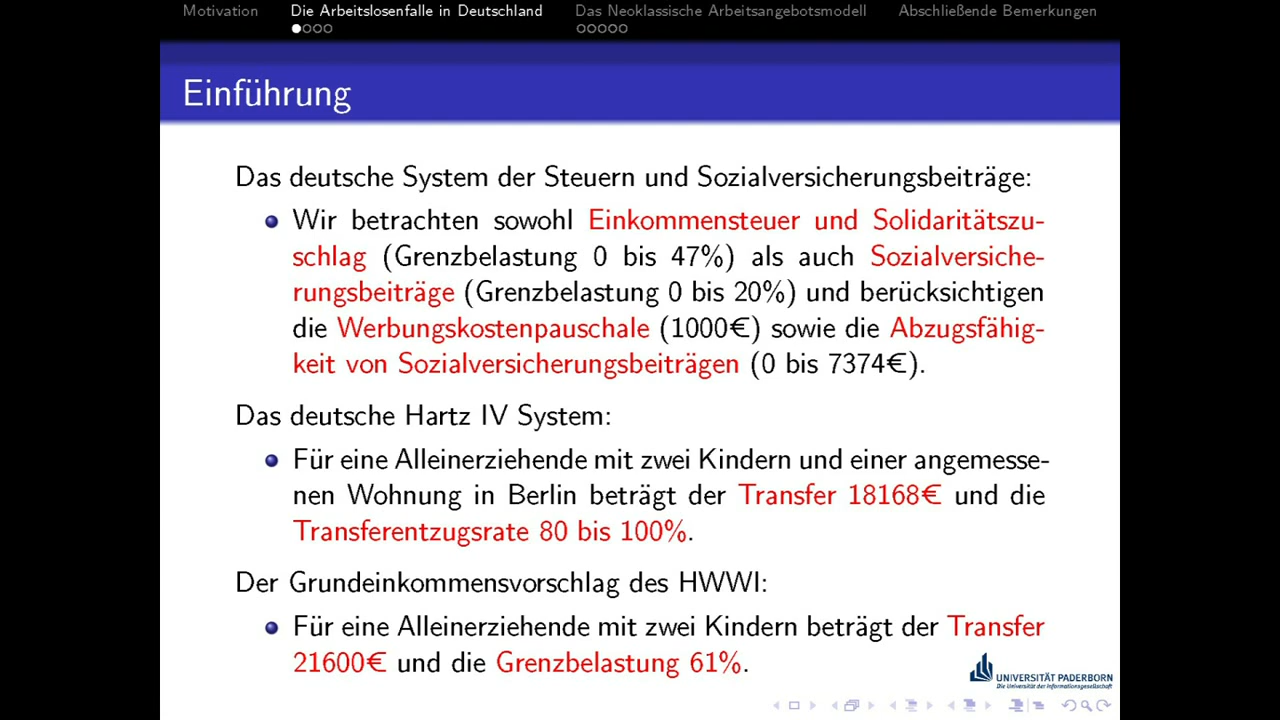 Motivation Die Arbeitslosenfalle in Deutschland Das Neoklassische Arbeitsangebotsmodell Abschließende Bemerkungen
Einführung
Das deutsche System der Steuern und Sozialversicherungsbeiträge:
Wir betrachten sowohl Einkommensteuer und Solidaritätszu-
schlag (Grenzbelastung 0 bis 47%) als auch Sozialversiche-
rungsbeiträge (Grenzbelastung 0 bis 20%) und berücksichtigen
die Werbungskostenpauschale (1000€) sowie die Abzugsfähig-
keit von Sozialversicherungsbeiträgen (0 bis 7374€).
Das deutsche Hartz IV System:
Für eine Alleinerziehende mit zwei Kindern und einer angemesse-
nen Wohnung in Berlin beträgt der Transfer 18168€ und die
Transferentzugsrate 80 bis 100%.
Der Grundeinkommensvorschlag des HWWI:
Für eine Alleinerziehende mit zwei Kindern beträgt der Transfer
21600€ und die Grenzbelastung 61%.
UNIVERSITÄT PADERBORN
Die Universität der Informationsgesellschaft